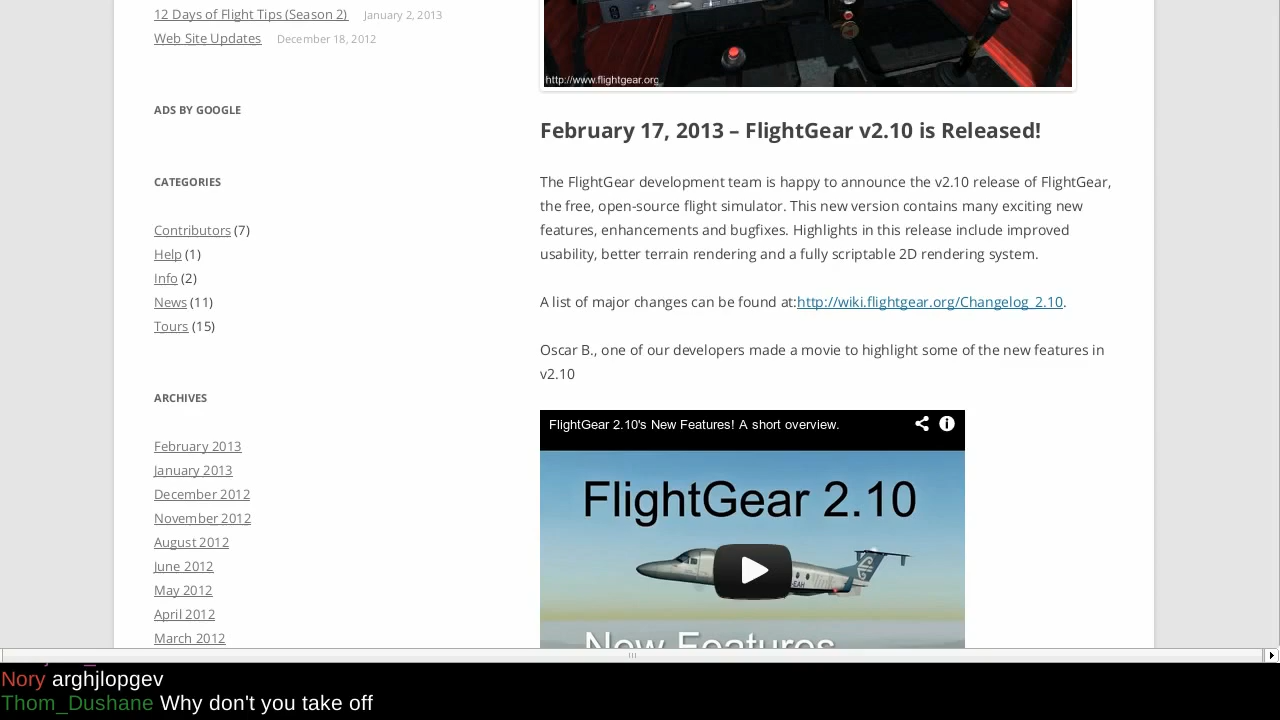 12 Days of Flight Tips (Season 2) January 2, 2013
Web Site Updates December 18, 2012
ADS BY GOOGLE
CATEGORIES
Contributors (7)
Help (1)
Info (2)
News (11)
Tours (15)
ARCHIVES
February 2013
January 2013
December 2012
November 2012
August 2012
June 2012
May 2012
April 2012
March 2012
http://www.flightgear.org
February 17, 2013 – FlightGear v2.10 is Released!
The FlightGear development team is happy to announce the v2.10 release of FlightGear,
the free, open-source flight simulator. This new version contains many exciting new
features, enhancements and bugfixes. Highlights in this release include improved
usability, better terrain rendering and a fully scriptable 2D rendering system.
A list of major changes can be found at:http://wiki.flightgear.org/Changelog_2.10.
Oscar B., one of our developers made a movie to highlight some of the new features in
v2.10
FlightGear 2.10's New Features! A short overview.
FlightGear 2.10
New Features
Nory arghjlopgev
Thom_Dushane Why don't you take off